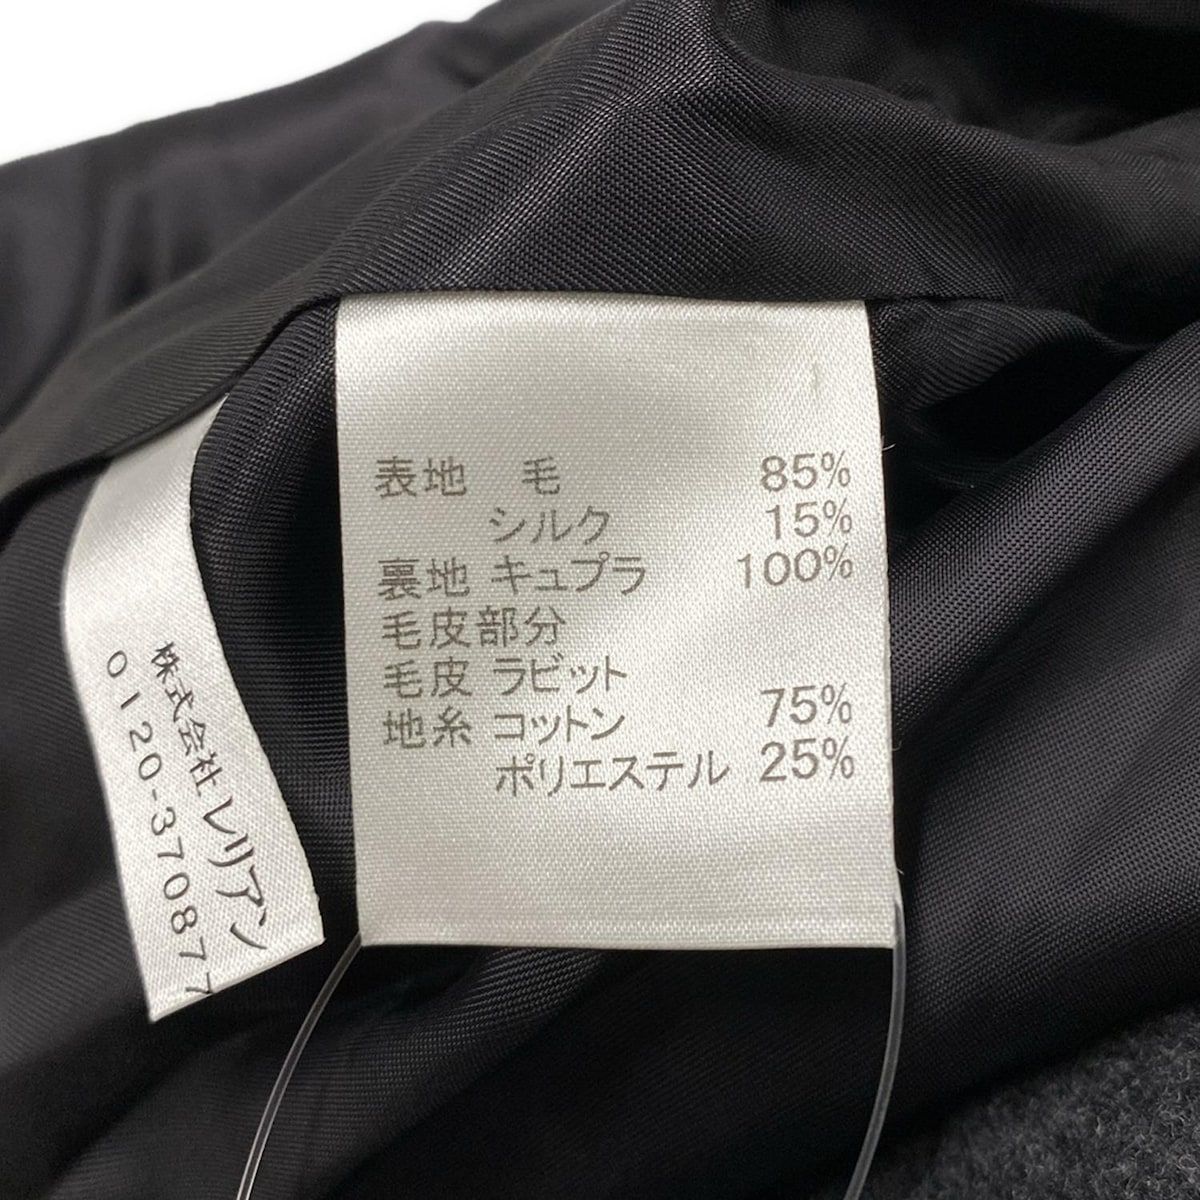 表地 毛 85%
シルク 15%
裏地 キュプラ 100%
毛皮部分
毛皮 ラビット
地糸 コットン 75%
ポリエステル 25%
株式会社レリアン
0120-370877